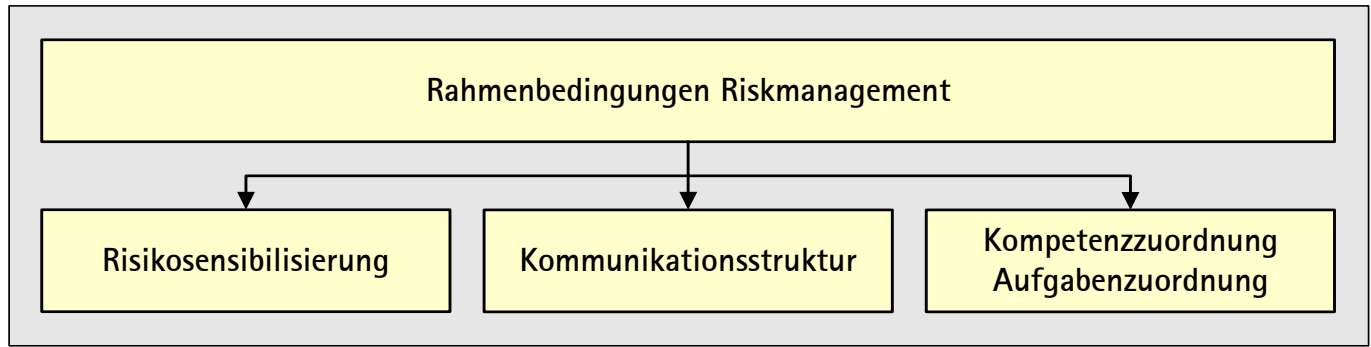 Rahmenbedingungen Riskmanagement
Risikosensibilisierung
Kommunikationsstruktur
Kompetenzzuordnung
Aufgabenzuordnung